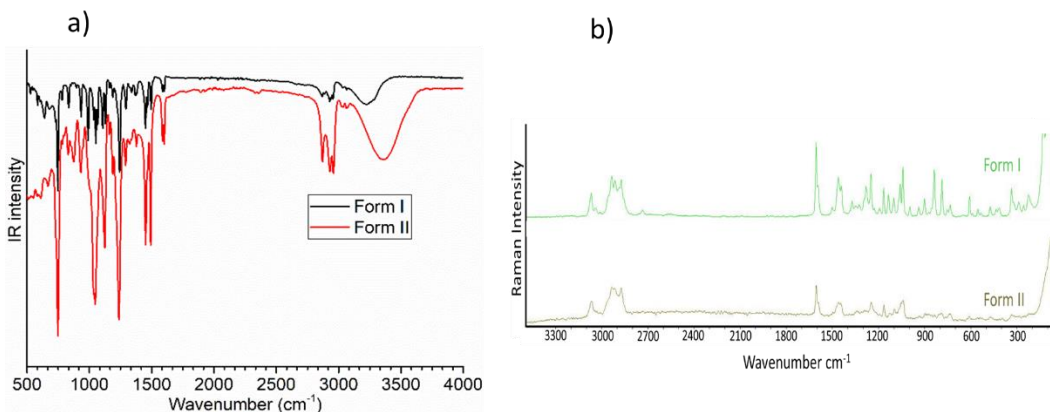 a)
IR intensity
Form I
Form II
500 1000 1500 2000 2500 3000 3500 4000
Wavenumber (cm-1)
b)
Raman Intensity
Form I
Form II
3300 3000 2700 2400 2100 1800 1500 1200 900 600 300
Wavenumber cm-1